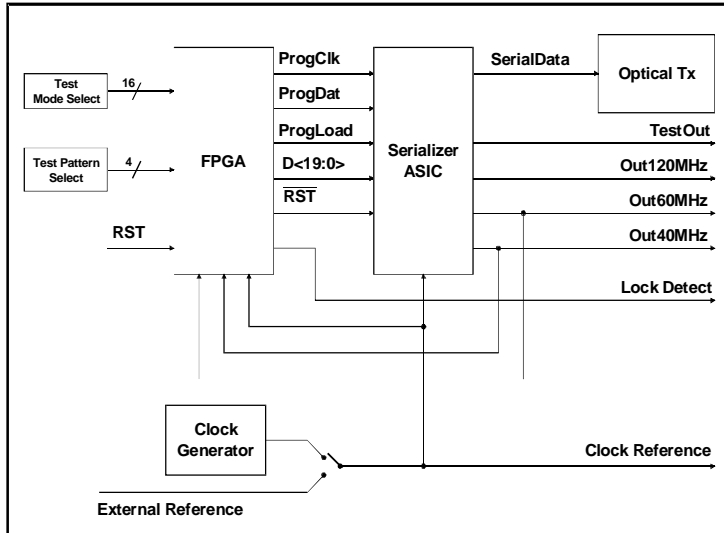 ProgClk
SerialData
Optical Tx
Test
Mode Select
16
ProgDat
ProgLoad
TestOut
Test Pattern
Select
4
FPGA
D<19:0>
Serializer
ASIC
Out120MHz
RST
Out60MHz
RST
Out40MHz
Lock Detect
Clock
Generator
Clock Reference
External Reference